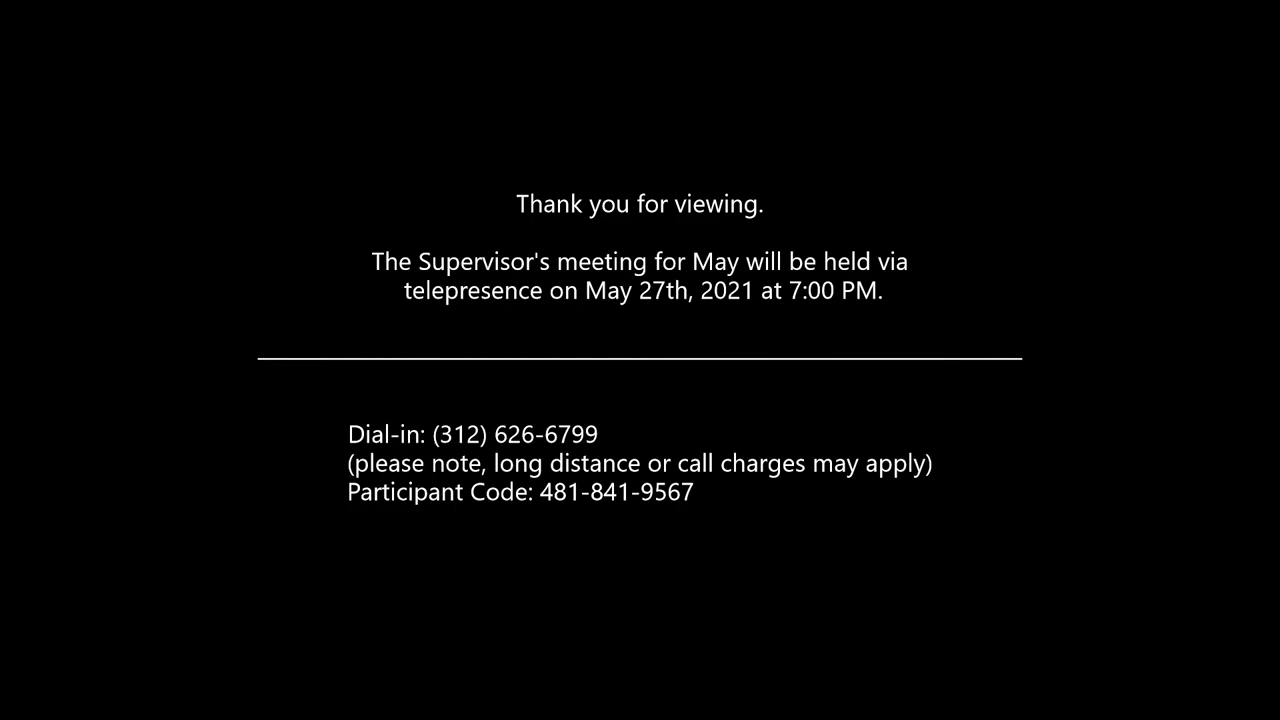 Thank you for viewing.
The Supervisor's meeting for May will be held via
telepresence on May 27th, 2021 at 7:00 PM.
Dial-in: (312) 626-6799
(please note, long distance or call charges may apply)
Participant Code: 481-841-9567